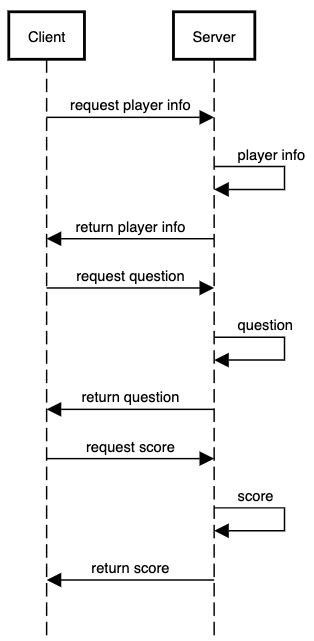 Client
Server
request player info
player info
return player info
request question
question
return question
request score
score
return score